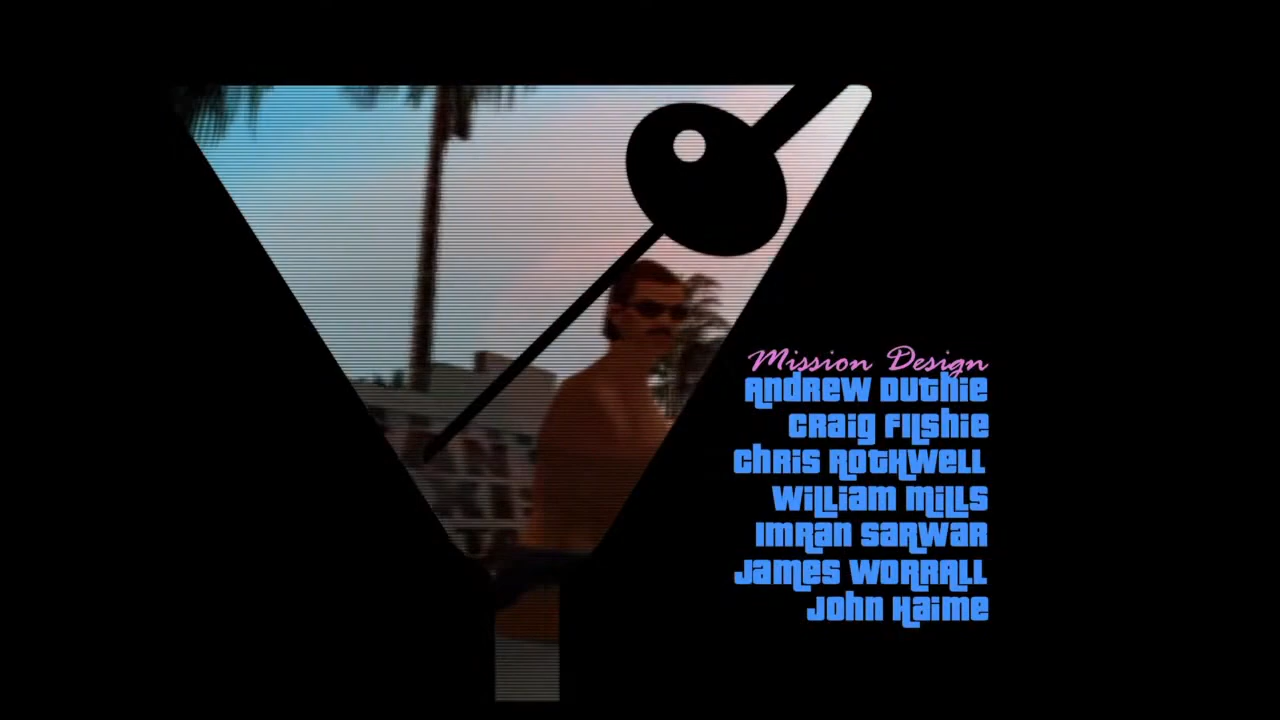 Mission Design
Andrew Duthie
Craig Filshie
Chris Rothwell
William Mills
Imran Sarwar
James Worrall
John Haime